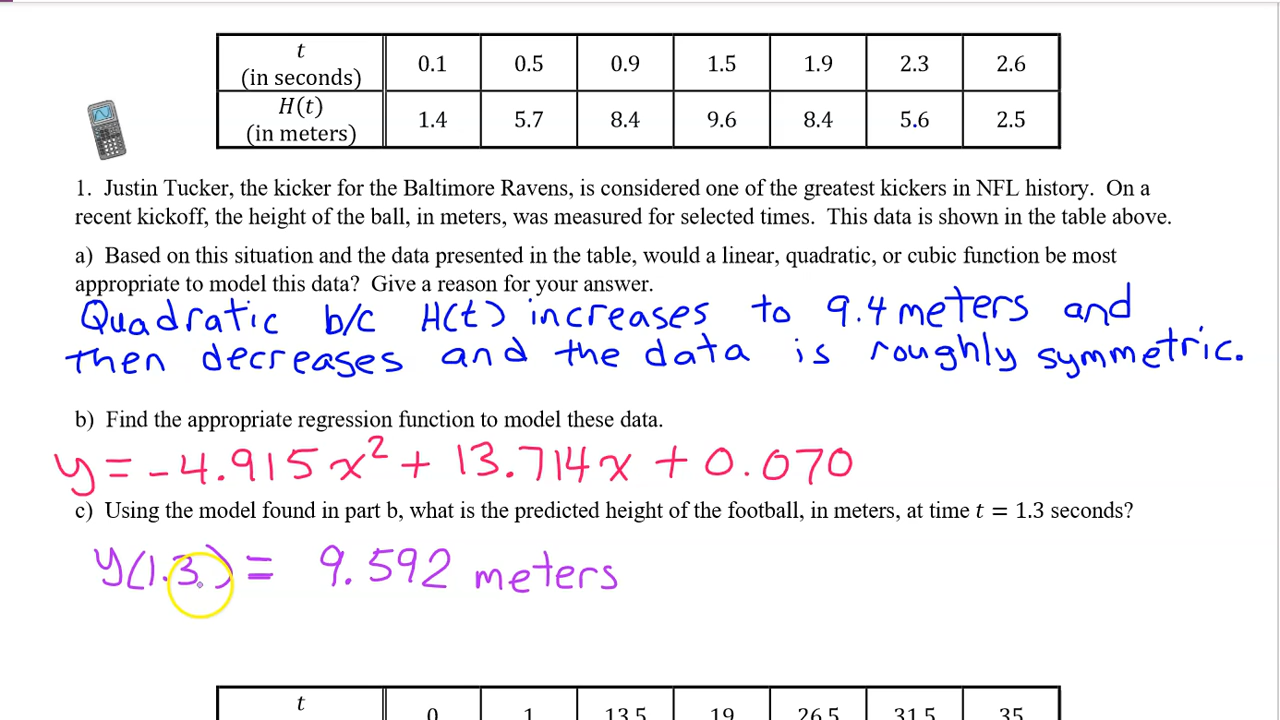 t
(in seconds) 0.1 0.5 0.9 1.5 1.9 2.3 2.6
H(t)
(in meters) 1.4 5.7 8.4 9.6 8.4 5.6 2.5
1. Justin Tucker, the kicker for the Baltimore Ravens, is considered one of the greatest kickers in NFL history. On a
recent kickoff, the height of the ball, in meters, was measured for selected times. This data is shown in the table above.
a) Based on this situation and the data presented in the table, would a linear, quadratic, or cubic function be most
appropriate to model this data? Give a reason for your answer.
Quadratic b/c H(t) increases to 9.4 meters and
then decreases and the data is roughly symmetric.
b) Find the appropriate regression function to model these data.
y = -4.915x² + 13.714x + 0.070
c) Using the model found in part b, what is the predicted height of the football, in meters, at time t = 1.3 seconds?
y(1.3) = 9.592 meters
t
0 1 13.5 19 26.5 31.5 35